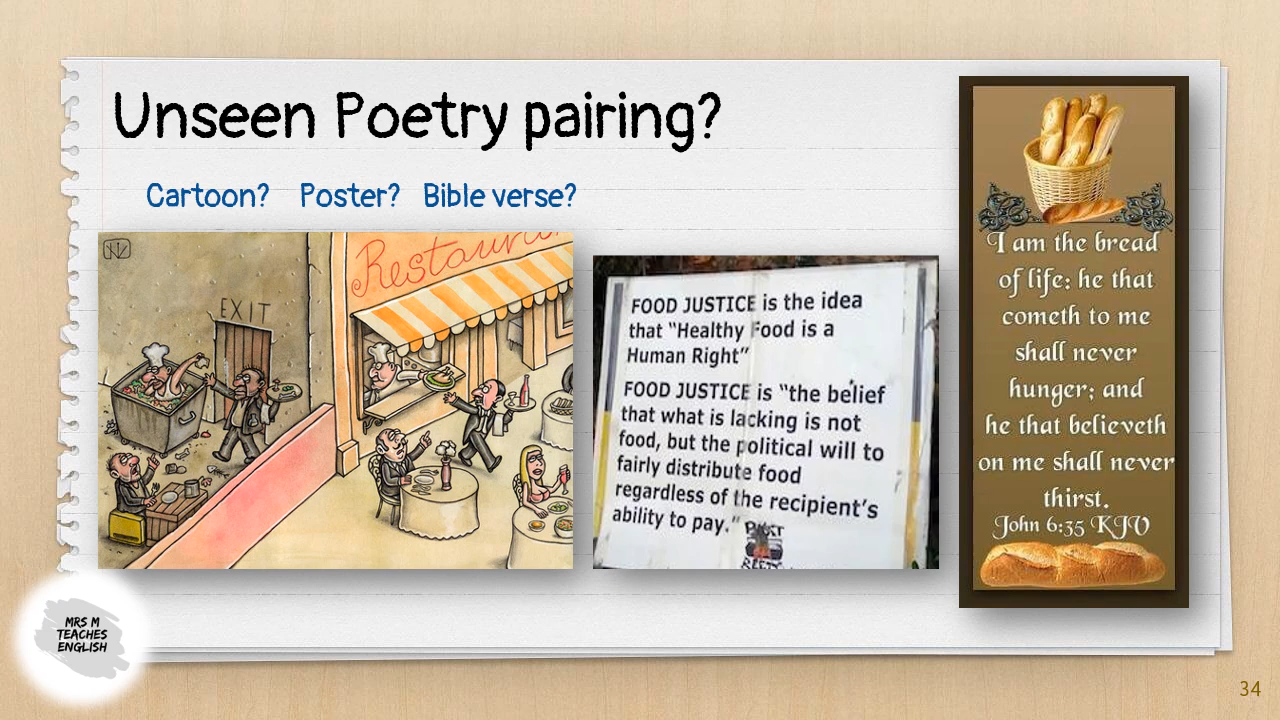 Unseen Poetry pairing?
Cartoon? Poster? Bible verse?
EXIT
FOOD JUSTICE is the idea
that "Healthy Food is a
Human Right"
FOOD JUSTICE is "the belief
that what is lacking is not
food, but the political will to
fairly distribute food
regardless of the recipient's
ability to pay."
I am the bread
of life: he that
cometh to me
shall never
hunger; and
he that believeth
on me shall never
thirst.
John 6:35 KJV
MRS M
TEACHES
ENGLISH
34